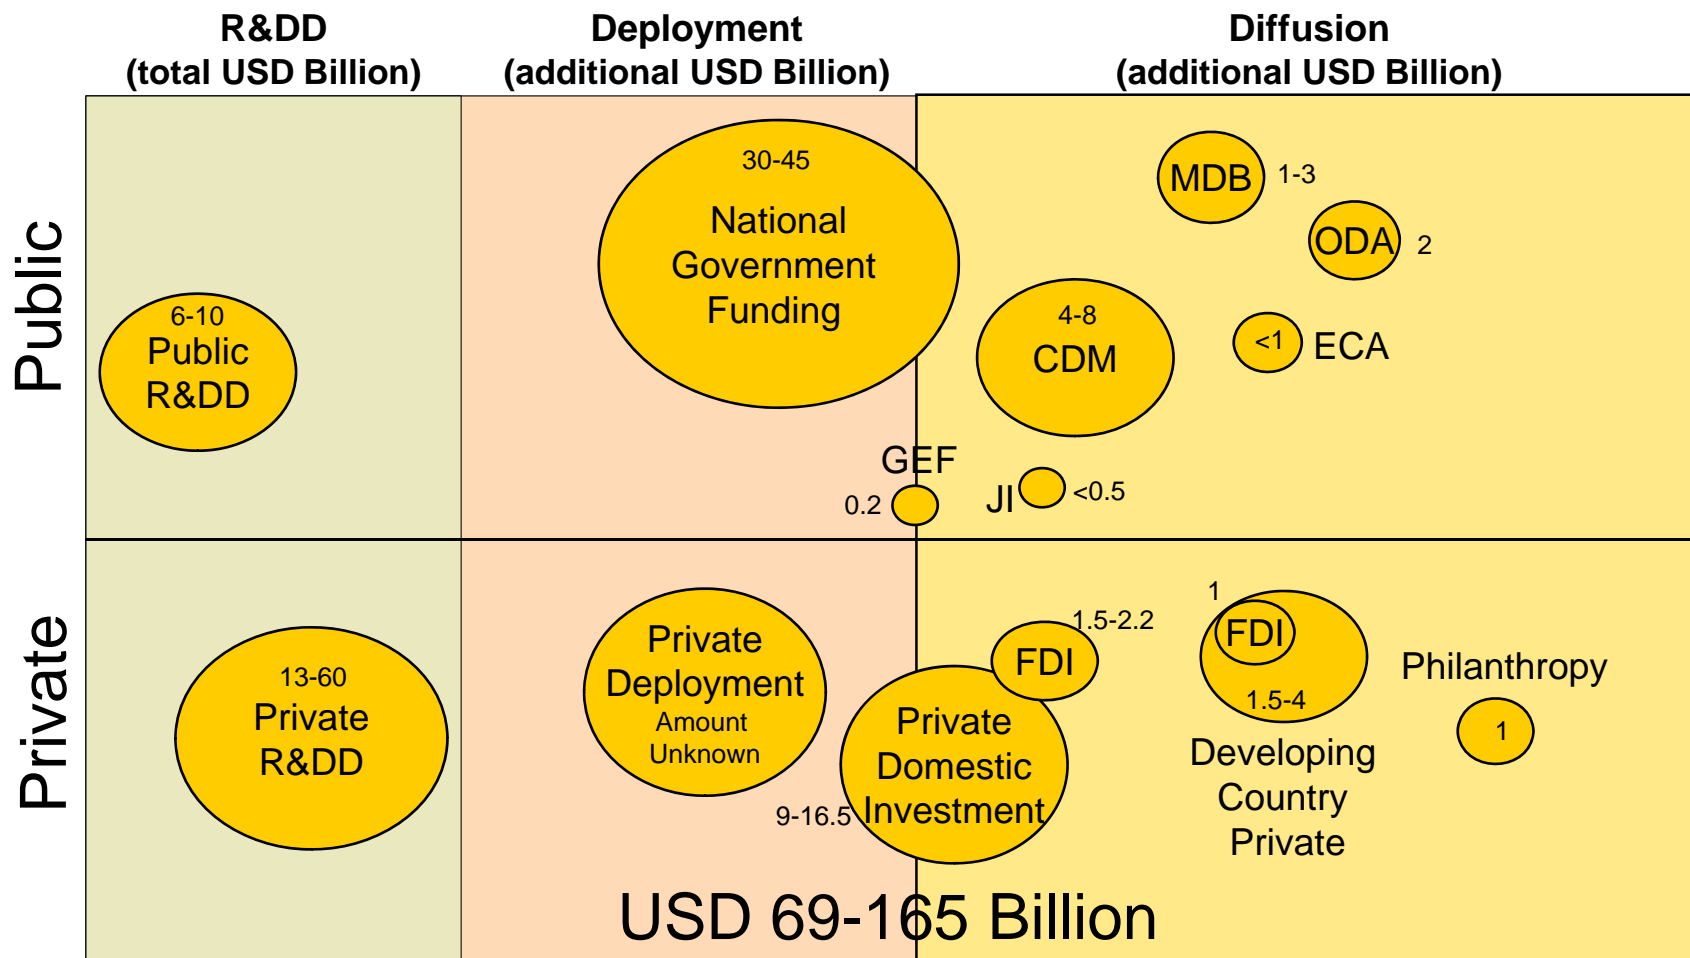 R&DD
(total USD Billion)
Deployment
(additional USD Billion)
Diffusion
(additional USD Billion)
Public
6-10
Public
R&DD
30-45
National
Government
Funding
GEF
0.2
MDB
1-3
ODA
2
4-8
CDM
<1
ECA
JI
<0.5
Private
13-60
Private
R&DD
Private
Deployment
Amount
Unknown
9-16.5
Private
Domestic
Investment
FDI
1.5-2.2
1
FDI
1.5-4
Developing
Country
Private
Philanthropy
1
USD 69-165 Billion